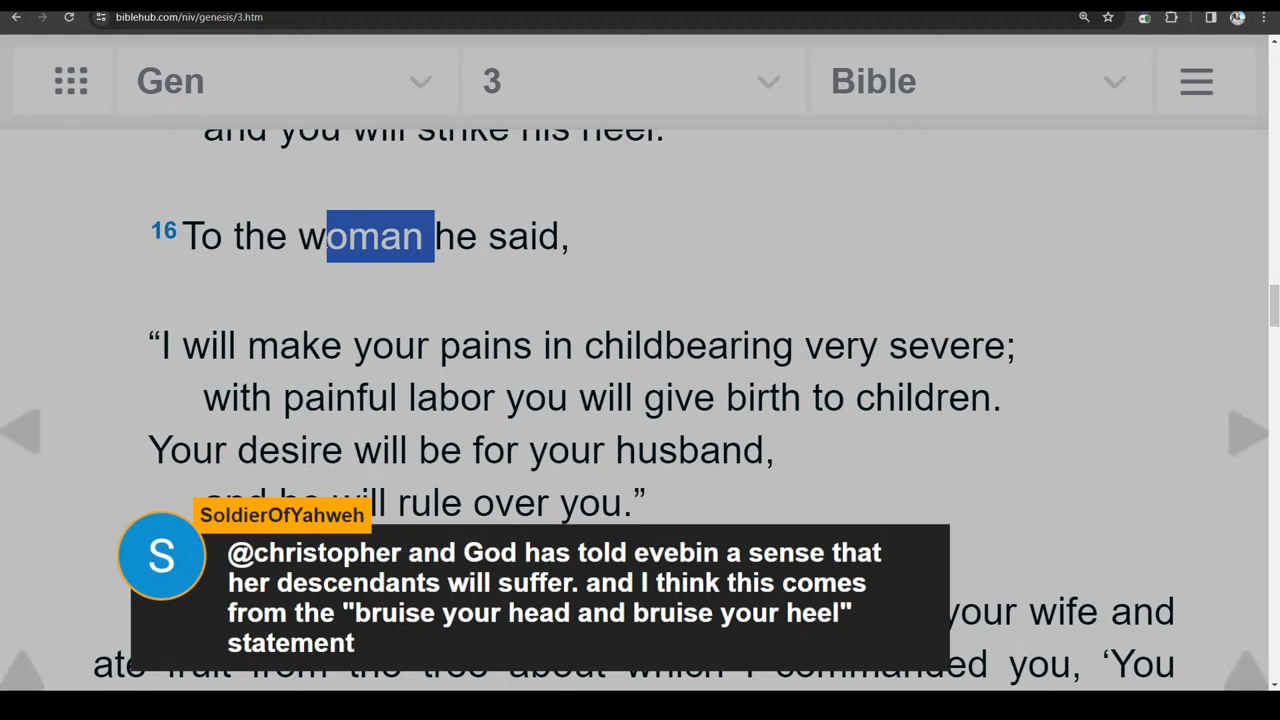 biblehub.com/niv/genesis/3.htm
Gen 3 Bible
and you will strike his heel.
16 To the woman he said,
“I will make your pains in childbearing very severe;
with painful labor you will give birth to children.
Your desire will be for your husband,
and he will rule over you.”
SoldierOfYahweh
S
@christopher and God has told evebin a sense that
her descendants will suffer. and I think this comes
from the "bruise your head and bruise your heel"
statement
your wife and
ate fruit from the tree about which I commanded you, ‘You